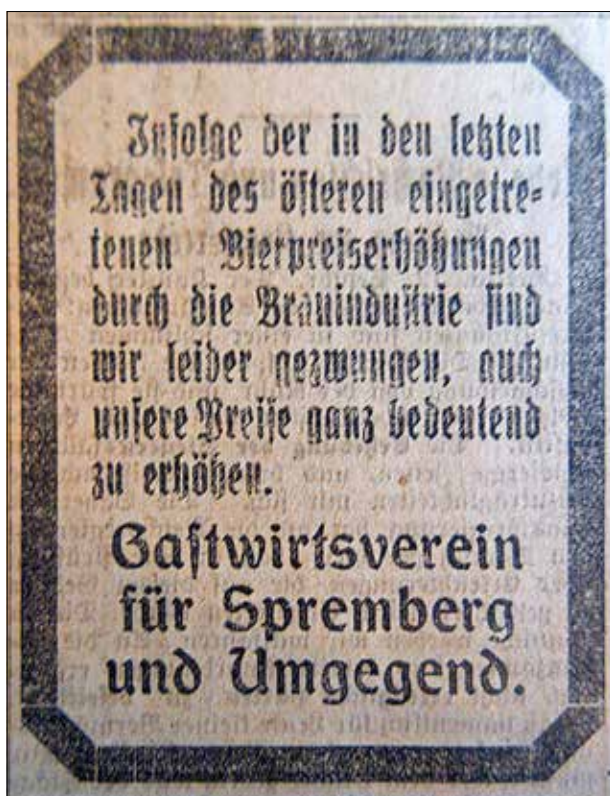 Infolge der in den letzten
Tagen des öfteren eingetre-
tenen Bierpreiserhöhungen
durch die Brauindustrie sind
wir leider gezwungen, auch
unsere Preise ganz bedeutend
zu erhöhen.
Gastwirtsverein
für Spremberg
und Umgegend.